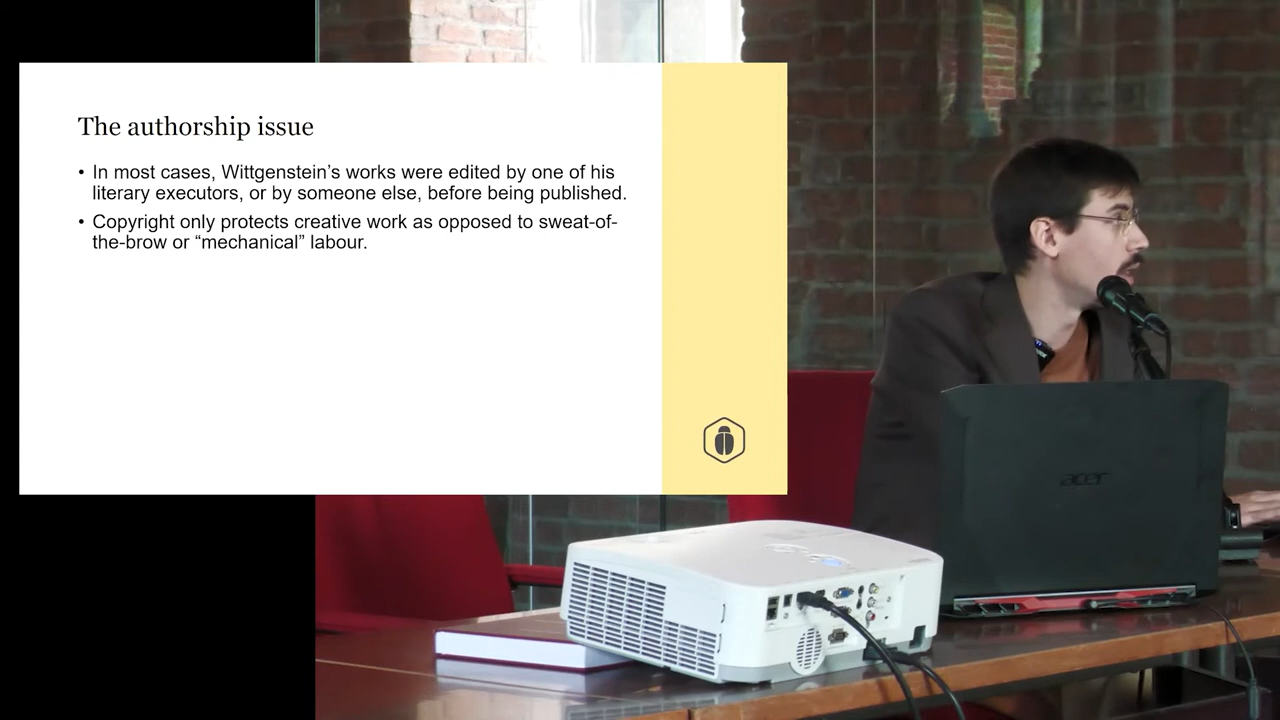 The authorship issue
• In most cases, Wittgenstein’s works were edited by one of his
literary executors, or by someone else, before being published.
• Copyright only protects creative work as opposed to sweat-of-
the-brow or “mechanical” labour.
acer